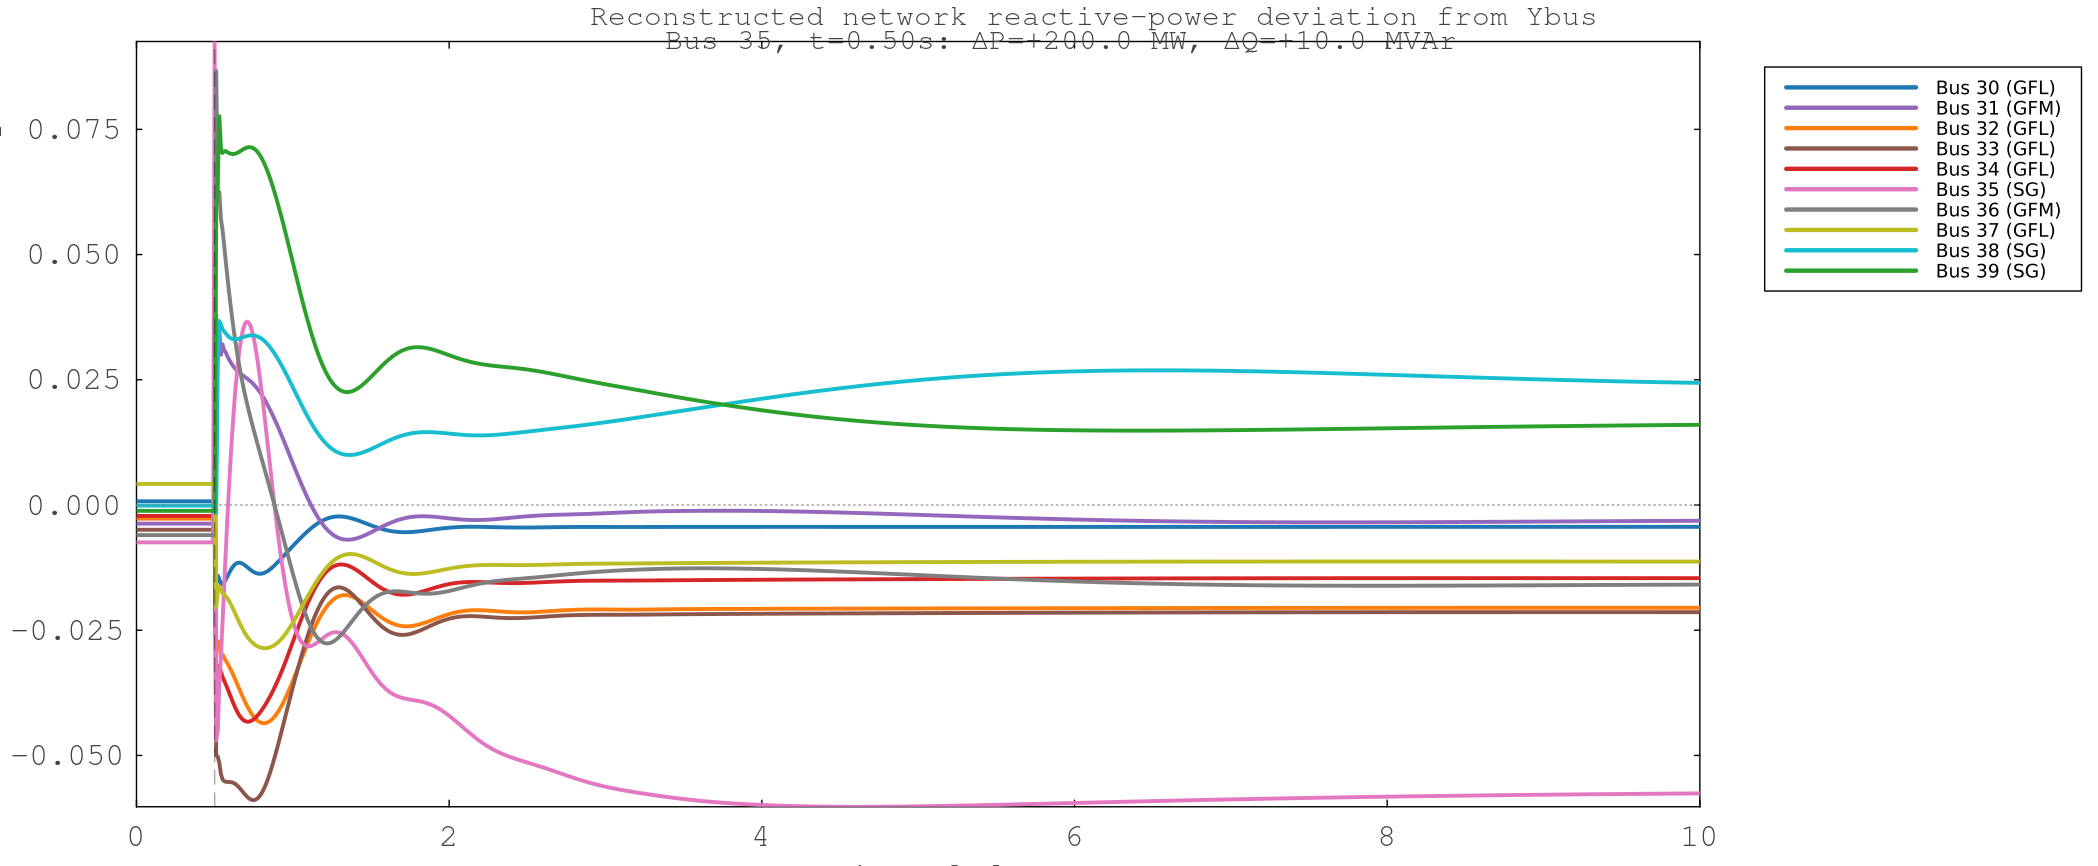 Reconstructed network reactive-power deviation from Ybus
Bus 35, t=0.50s: ΔP=+200.0 MW, ΔQ=+10.0 MVAr
0.075
0.050
0.025
0.000
−0.025
−0.050
0 2 4 6 8 10
Bus 30 (GFL)
Bus 31 (GFM)
Bus 32 (GFL)
Bus 33 (GFL)
Bus 34 (GFL)
Bus 35 (SG)
Bus 36 (GFM)
Bus 37 (GFL)
Bus 38 (SG)
Bus 39 (SG)